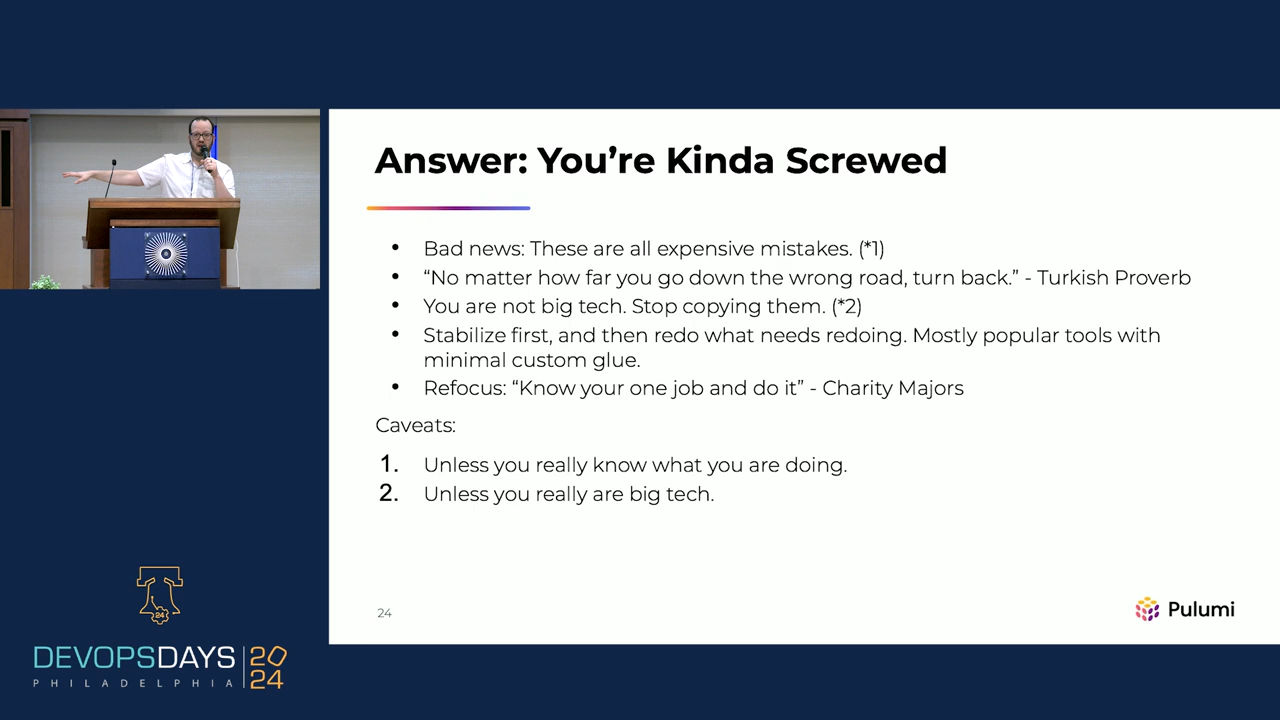 Answer: You’re Kinda Screwed
• Bad news: These are all expensive mistakes. (*1)
• “No matter how far you go down the wrong road, turn back.” - Turkish Proverb
• You are not big tech. Stop copying them. (*2)
• Stabilize first, and then redo what needs redoing. Mostly popular tools with
minimal custom glue.
• Refocus: “Know your one job and do it” - Charity Majors
Caveats:
1. Unless you really know what you are doing.
2. Unless you really are big tech.
24
Pulumi
24
DEVOPSDAYS
PHILADELPHIA
20
24